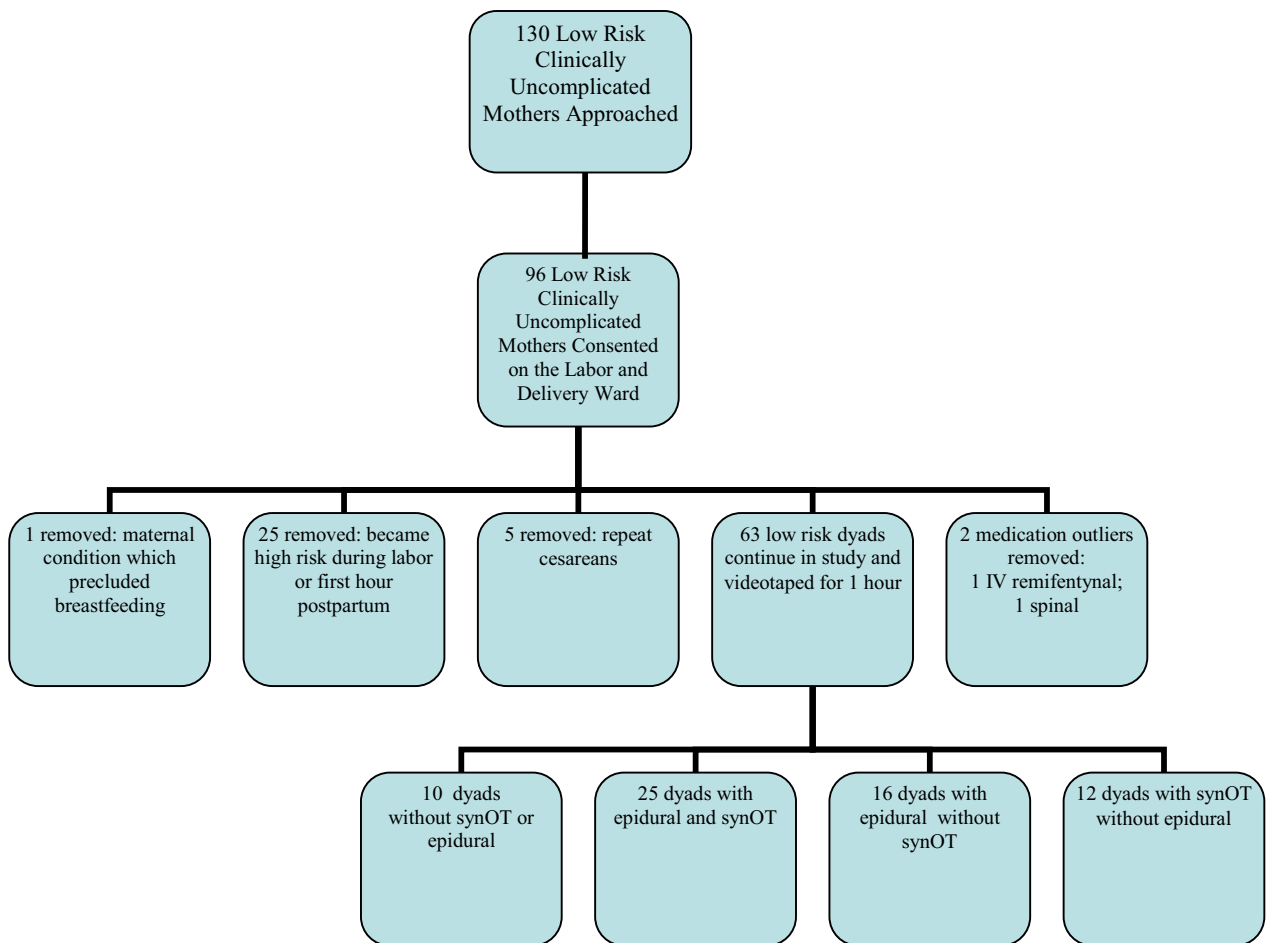 130 Low Risk
Clinically
Uncomplicated
Mothers Approached
96 Low Risk
Clinically
Uncomplicated
Mothers Consented
on the Labor and
Delivery Ward
1 removed: maternal
condition which
precluded
breastfeeding
25 removed: became
high risk during labor
or first hour
postpartum
5 removed: repeat
cesareans
63 low risk dyads
continue in study and
videotaped for 1 hour
2 medication outliers
removed:
1 IV remifentynal;
1 spinal
10 dyads
without synOT or
epidural
25 dyads with
epidural and synOT
16 dyads with
epidural without
synOT
12 dyads with synOT
without epidural